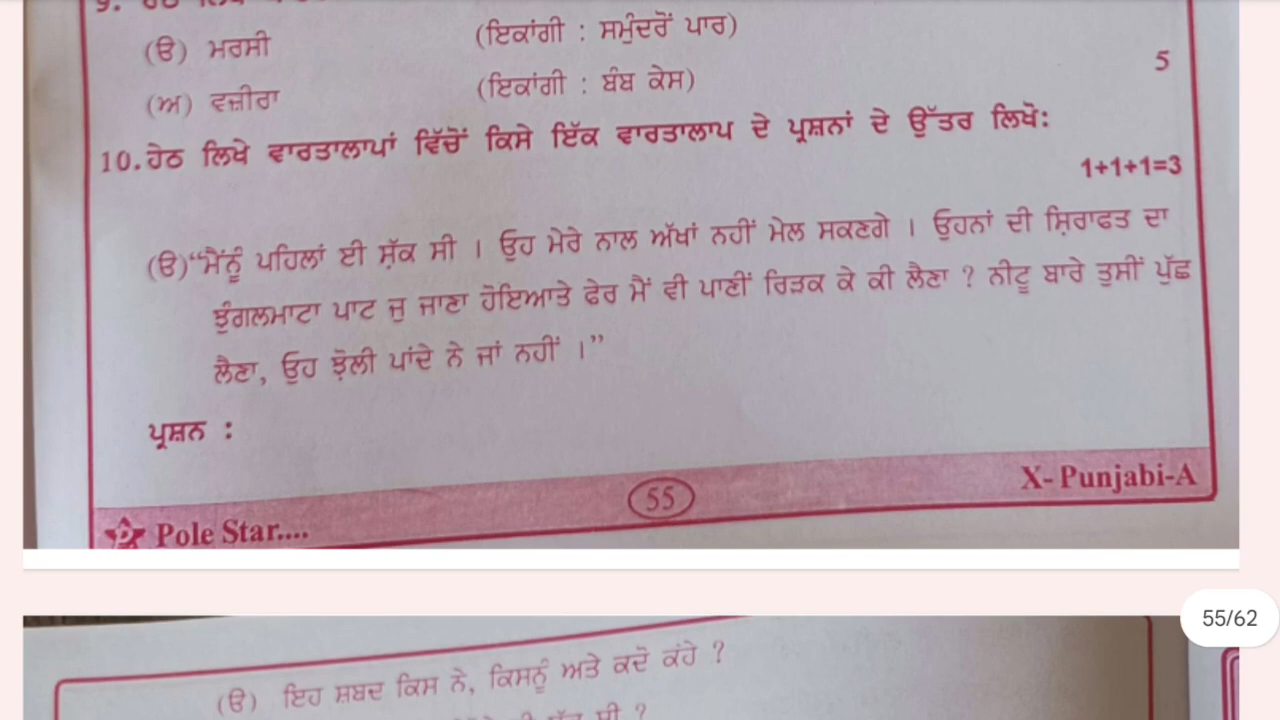 9.
(ੳ) ਮਰਸੀ (ਇਕਾਂਗੀ : ਸਮੁੰਦਰੋਂ ਪਾਰ)
(ਅ) ਵਜ਼ੀਰਾ (ਇਕਾਂਗੀ : ਬੰਬ ਕੇਸ) 5
10. ਹੇਠ ਲਿਖੇ ਵਾਰਤਾਲਾਪਾਂ ਵਿੱਚੋਂ ਕਿਸੇ ਇੱਕ ਵਾਰਤਾਲਾਪ ਦੇ ਪ੍ਰਸ਼ਨਾਂ ਦੇ ਉੱਤਰ ਲਿਖੋ:
1+1+1=3
(ੳ)“ਮੈਂਨੂੰ ਪਹਿਲਾਂ ਈ ਸ਼ੱਕ ਸੀ । ਉਹ ਮੇਰੇ ਨਾਲ ਅੱਖਾਂ ਨਹੀਂ ਮੇਲ ਸਕਣਗੇ । ਉਹਨਾਂ ਦੀ ਸ਼ਿਰਾਫਤ ਦਾ
ਝੁੰਗਲਮਾਟਾ ਪਾਟ ਜੁ ਜਾਣਾ ਹੋਇਆਤੇ ਫੇਰ ਮੈਂ ਵੀ ਪਾਣੀਂ ਰਿੜਕ ਕੇ ਕੀ ਲੈਣਾ ? ਨੀਟੂ ਬਾਰੇ ਤੁਸੀਂ ਪੁੱਛ
ਲੈਣਾ, ਉਹ ਝੋਲੀ ਪਾਂਦੇ ਨੇ ਜਾਂ ਨਹੀਂ ।”
ਪ੍ਰਸ਼ਨ :
Pole Star.... 55 X- Punjabi-A
55/62
(ੳ) ਇਹ ਸ਼ਬਦ ਕਿਸ ਨੇ, ਕਿਸਨੂੰ ਅਤੇ ਕਦੋਂ ਕਹੇ ?
ਸੀ ?